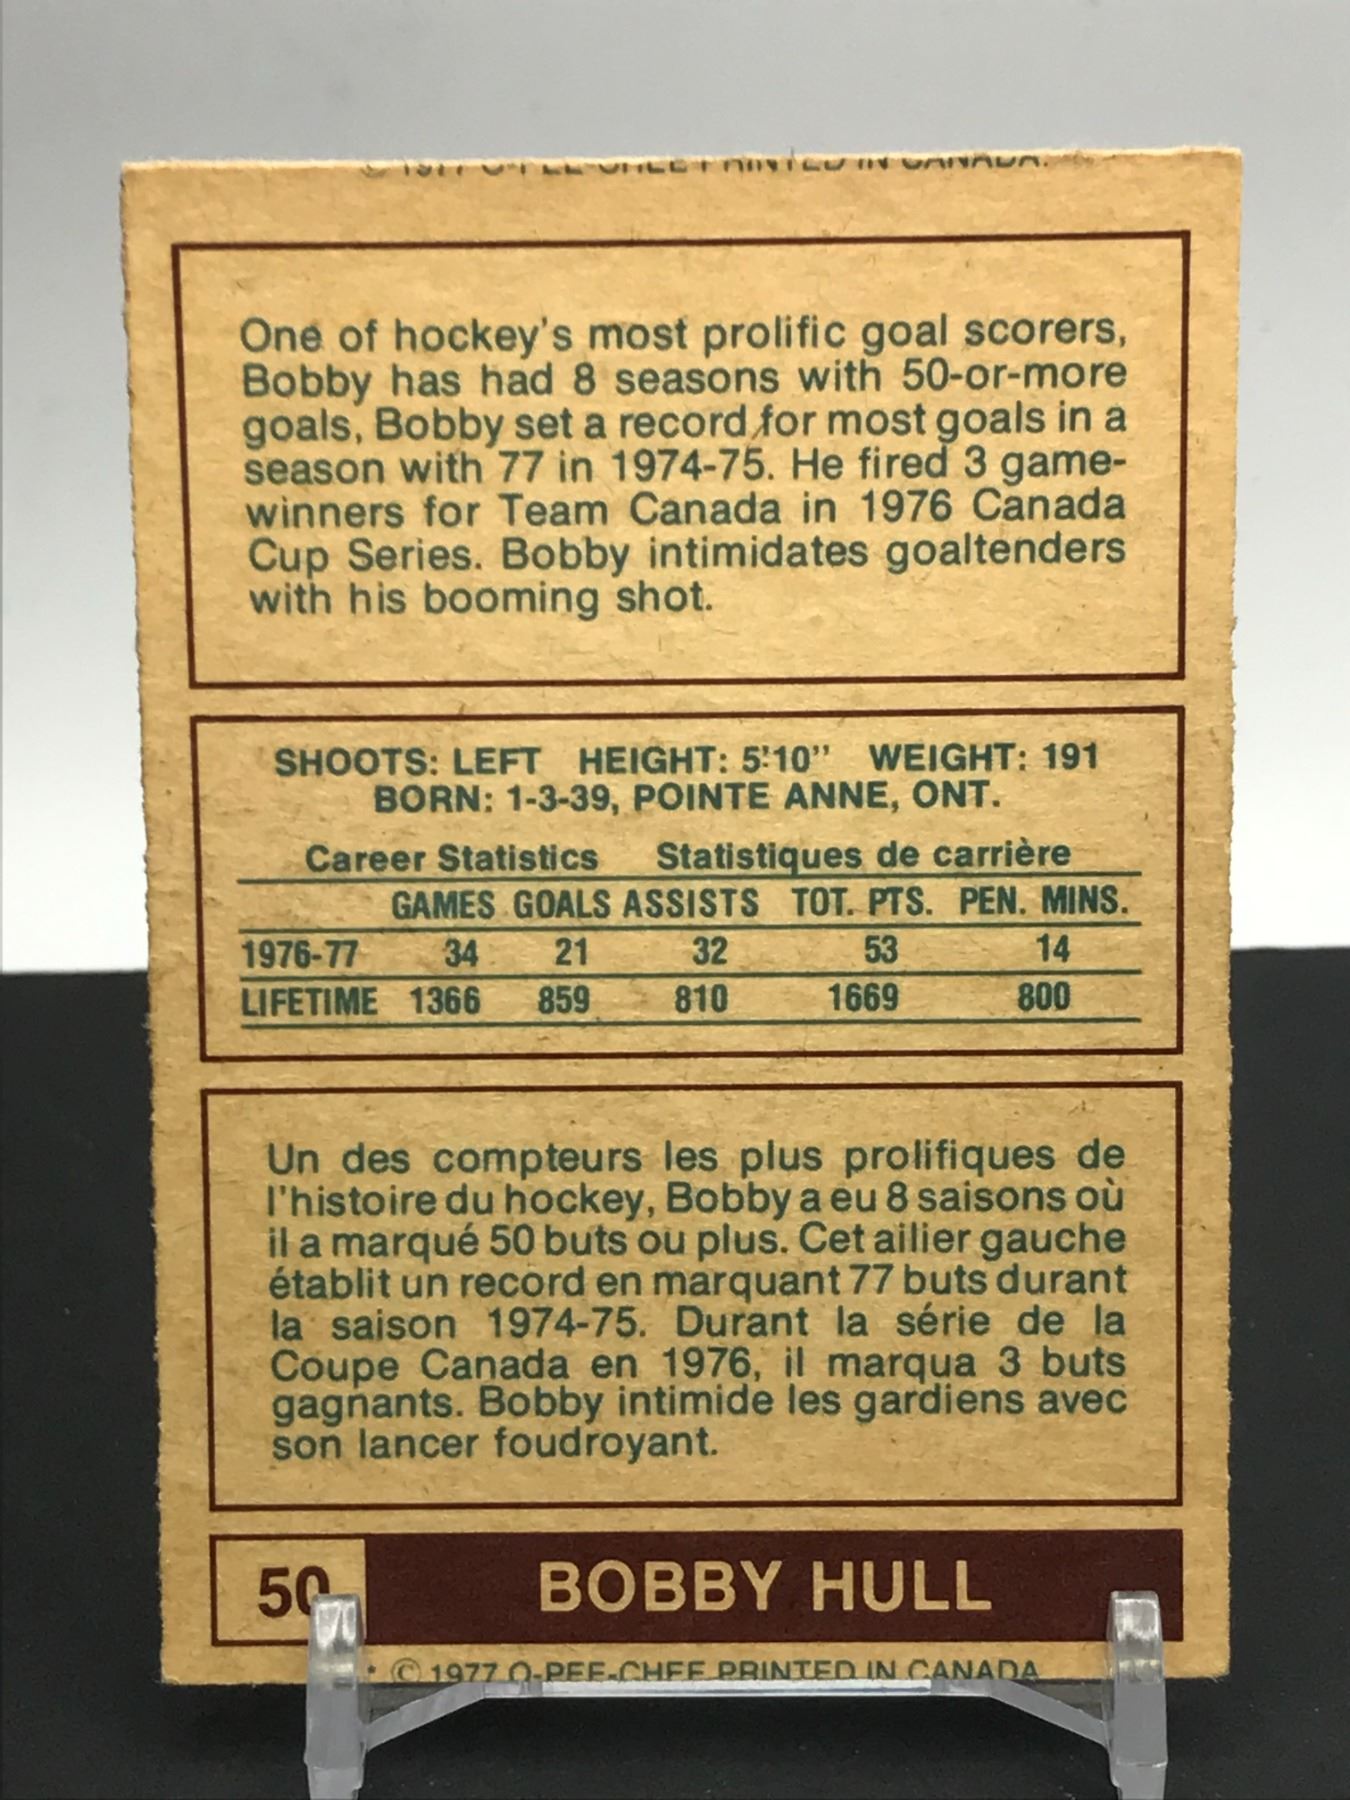 © 1977 O-PEE-CHEE PRINTED IN CANADA.
One of hockey's most prolific goal scorers,
Bobby has had 8 seasons with 50-or-more
goals, Bobby set a record for most goals in a
season with 77 in 1974-75. He fired 3 game-
winners for Team Canada in 1976 Canada
Cup Series. Bobby intimidates goaltenders
with his booming shot.
SHOOTS: LEFT HEIGHT: 5'10" WEIGHT: 191
BORN: 1-3-39, POINTE ANNE, ONT.
Career Statistics Statistiques de carrière
GAMES GOALS ASSISTS TOT. PTS. PEN. MINS.
1976-77 34 21 32 53 14
LIFETIME 1366 859 810 1669 800
Un des compteurs les plus prolifiques de
l'histoire du hockey, Bobby a eu 8 saisons où
il a marqué 50 buts ou plus. Cet ailier gauche
établit un record en marquant 77 buts durant
la saison 1974-75. Durant la série de la
Coupe Canada en 1976, il marqua 3 buts
gagnants. Bobby intimide les gardiens avec
son lancer foudroyant.
50 BOBBY HULL
* © 1977 O-PEE-CHEE PRINTED IN CANADA